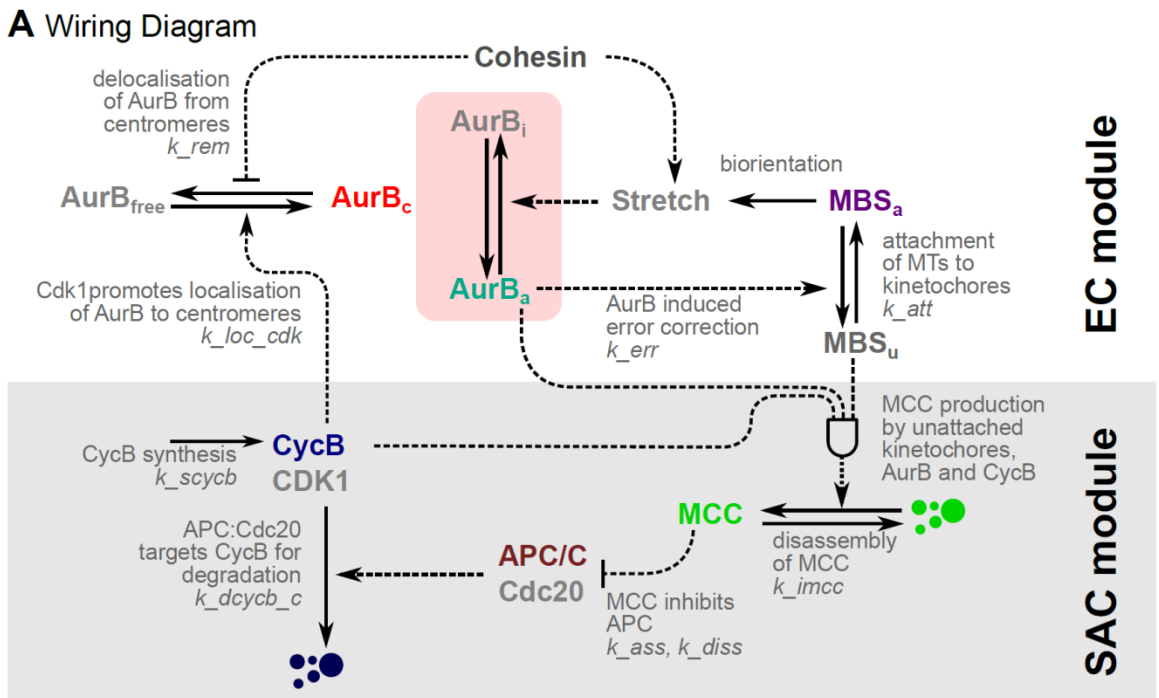 A Wiring Diagram
Cohesin
delocalisation
of AurB from
centromeres
k_rem
AurBi
biorientation
AurBfree
AurBc
Stretch
MBSa
attachment
of MTs to
kinetochores
k_att
AurBa
Cdk1promotes localisation
of AurB to centromeres
k_loc_cdk
AurB induced
error correction
k_err
MBSu
EC module
CycB synthesis
k_scycb
CycB
CDK1
MCC production
by unattached
kinetochores,
AurB and CycB
MCC
disassembly
of MCC
k_imcc
APC:Cdc20
targets CycB for
degradation
k_dcycb_c
APC/C
Cdc20
MCC inhibits
APC
k_ass, k_diss
SAC module